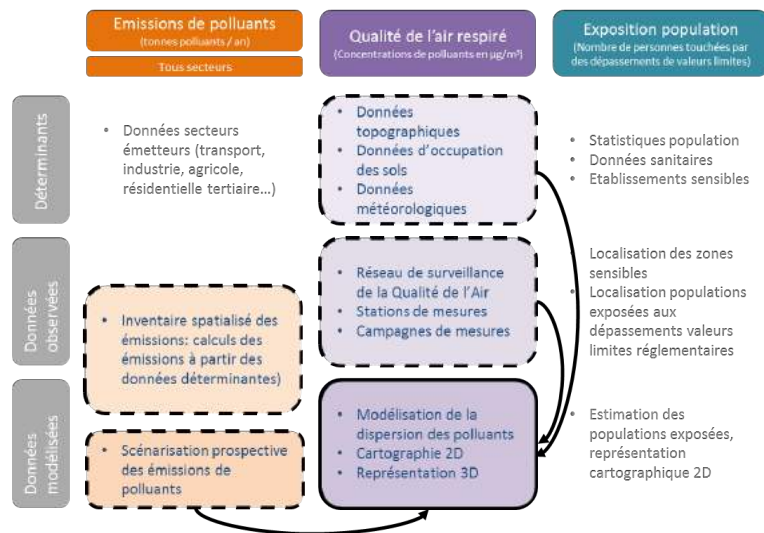 Emissions de polluants
(tonnes polluants / an)
Tous secteurs
Qualité de l'air respiré
(Concentrations de polluants en µg/m³)
Exposition population
(Nombre de personnes touchées par
des dépassements de valeurs limites)
Déterminants
• Données secteurs
émetteurs (transport,
industrie, agricole,
résidentielle tertiaire...)
• Données
topographiques
• Données d'occupation
des sols
• Données
météorologiques
• Statistiques population
• Données sanitaires
• Etablissements sensibles
Données
observées
• Inventaire spatialisé des
émissions: calculs des
émissions à partir des
données déterminantes)
• Réseau de surveillance
de la Qualité de l'Air
• Stations de mesures
• Campagnes de mesures
Localisation des zones
sensibles
• Localisation populations
exposées aux
dépassements valeurs
limites réglementaires
Données
modélisées
• Scénarisation prospective
des émissions de
polluants
• Modélisation de la
dispersion des polluants
• Cartographie 2D
• Représentation 3D
• Estimation des
populations exposées,
représentation
cartographique 2D